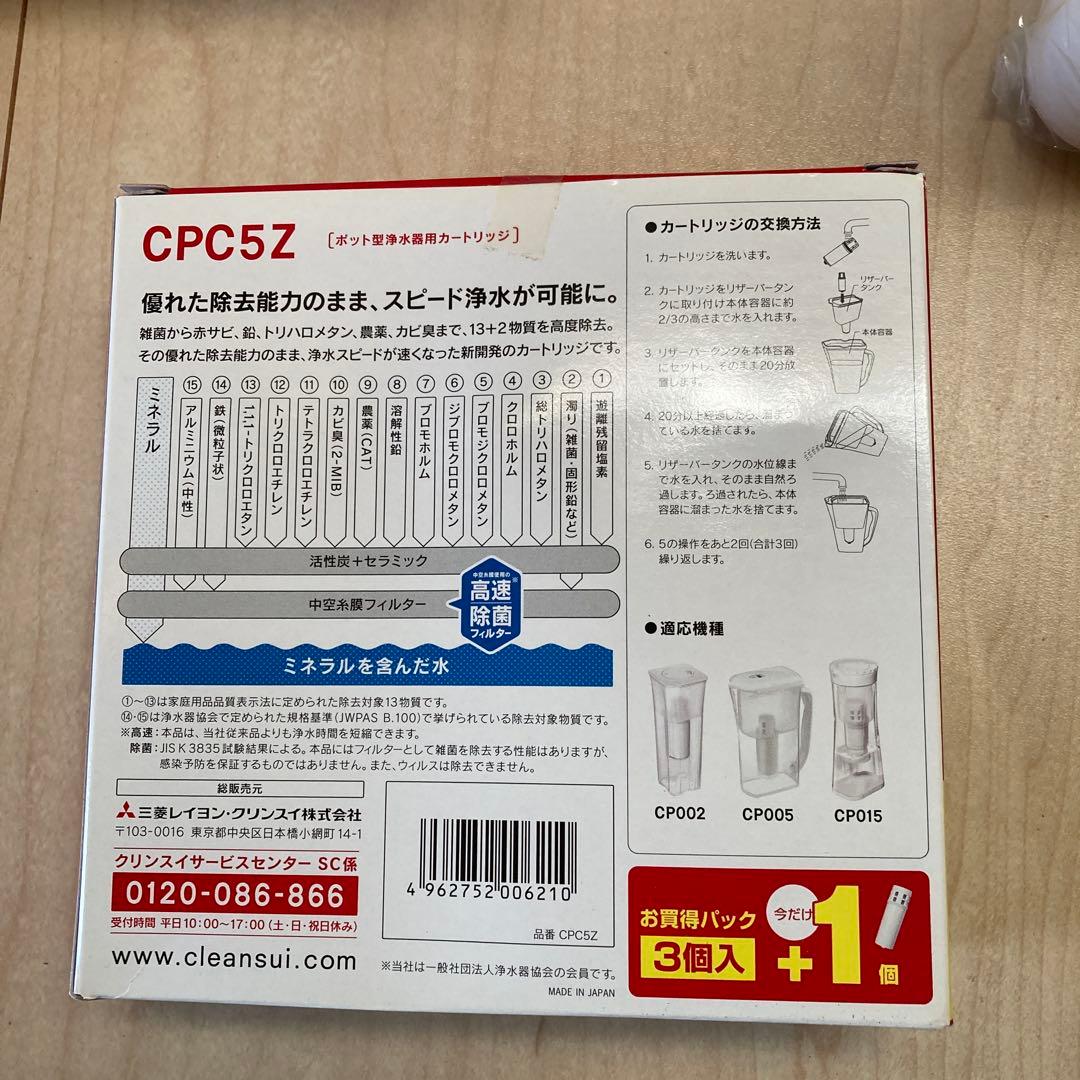 CPC5Z [ポット型浄水器用カートリッジ]
優れた除去能力のまま、スピード浄水が可能に。
雑菌から赤サビ、鉛、トリハロメタン、農薬、カビ臭まで、13+2物質を高度除去。
その優れた除去能力のまま、浄水スピードが速くなった新開発のカートリッジです。
① 遊離残留塩素
② 濁り(雑菌・固形鉛など)
③ 総トリハロメタン
④ クロロホルム
⑤ ブロモジクロロメタン
⑥ ジブロモクロロメタン
⑦ ブロモホルム
⑧ 溶解性鉛
⑨ 農薬(CAT)
⑩ カビ臭(2-MIB)
⑪ テトラクロロエチレン
⑫ トリクロロエチレン
⑬ 1,1,1-トリクロロエタン
⑭ 鉄(微粒子状)
⑮ アルミニウム(中性)
ミネラル
活性炭+セラミック
中空糸膜フィルター
中空糸膜使用の
高速※
除菌
フィルター
ミネラルを含んだ水
①〜⑬は家庭用品品質表示法に定められた除去対象13物質です。
⑭・⑮は浄水器協会で定められた規格基準(JWPAS B.100)で挙げられている除去対象物質です。
※高速:本品は、当社従来品よりも浄水時間を短縮できます。
除菌:JIS K 3835試験結果による。本品にはフィルターとして雑菌を除去する性能はありますが、
感染予防を保証するものではありません。また、ウィルスは除去できません。
総販売元
三菱レイヨン・クリンスイ株式会社
〒103-0016 東京都中央区日本橋小網町14-1
クリンスイサービスセンター SC係
0120-086-866
受付時間 平日10:00〜17:00(土・日・祝日休み)
www.cleansui.com
4 962752 006210
品番 CPC5Z
※当社は一般社団法人浄水器協会の会員です。
MADE IN JAPAN
●カートリッジの交換方法
1. カートリッジを洗います。
2. カートリッジをリザーバータン
クに取り付け本体容器に約
2/3の高さまで水を入れます。
リザーバー
タンク
本体容器
3. リザーバータンクを本体容器
にセットし、そのまま20分放
置します。
4. 20分以上経過したら、溜まっ
ている水を捨てます。
5. リザーバータンクの水位線ま
で水を入れ、そのまま自然ろ
過します。ろ過されたら、本体
容器に溜まった水を捨てます。
6. 5の操作をあと2回(合計3回)
繰り返します。
●適応機種
CP002 CP005 CP015
お買得パック
3個入
今だけ
+1個